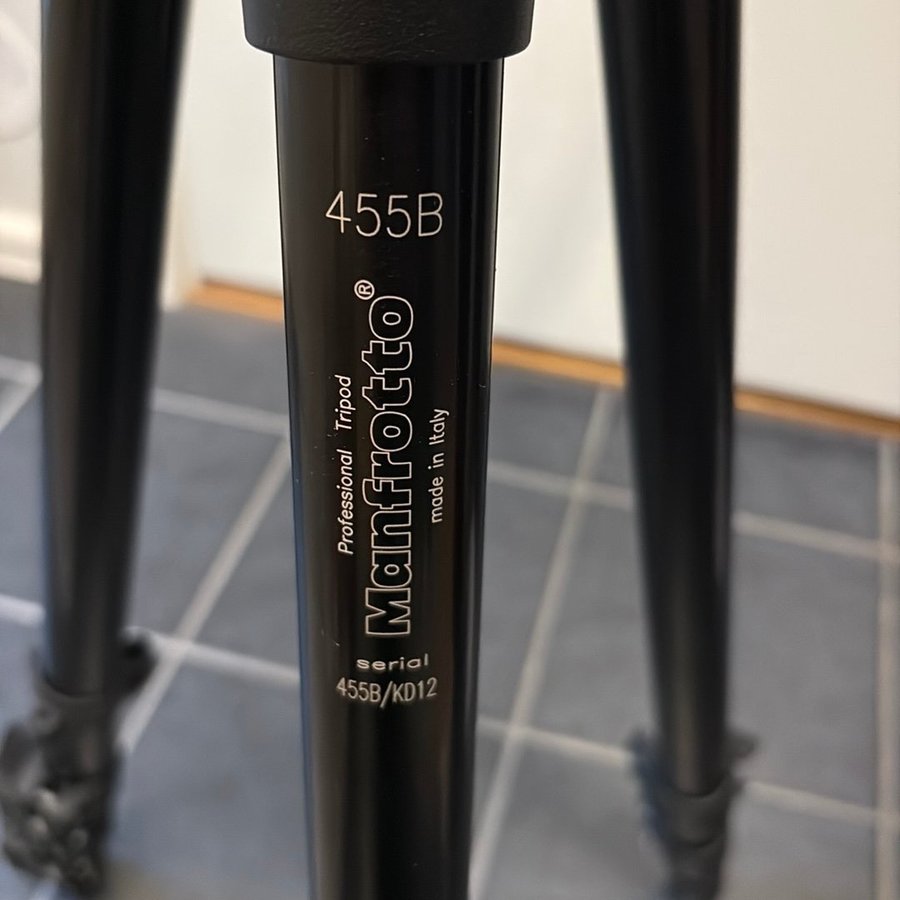 455B
Professional Tripod
Manfrotto®
made in Italy
serial
455B/KD12